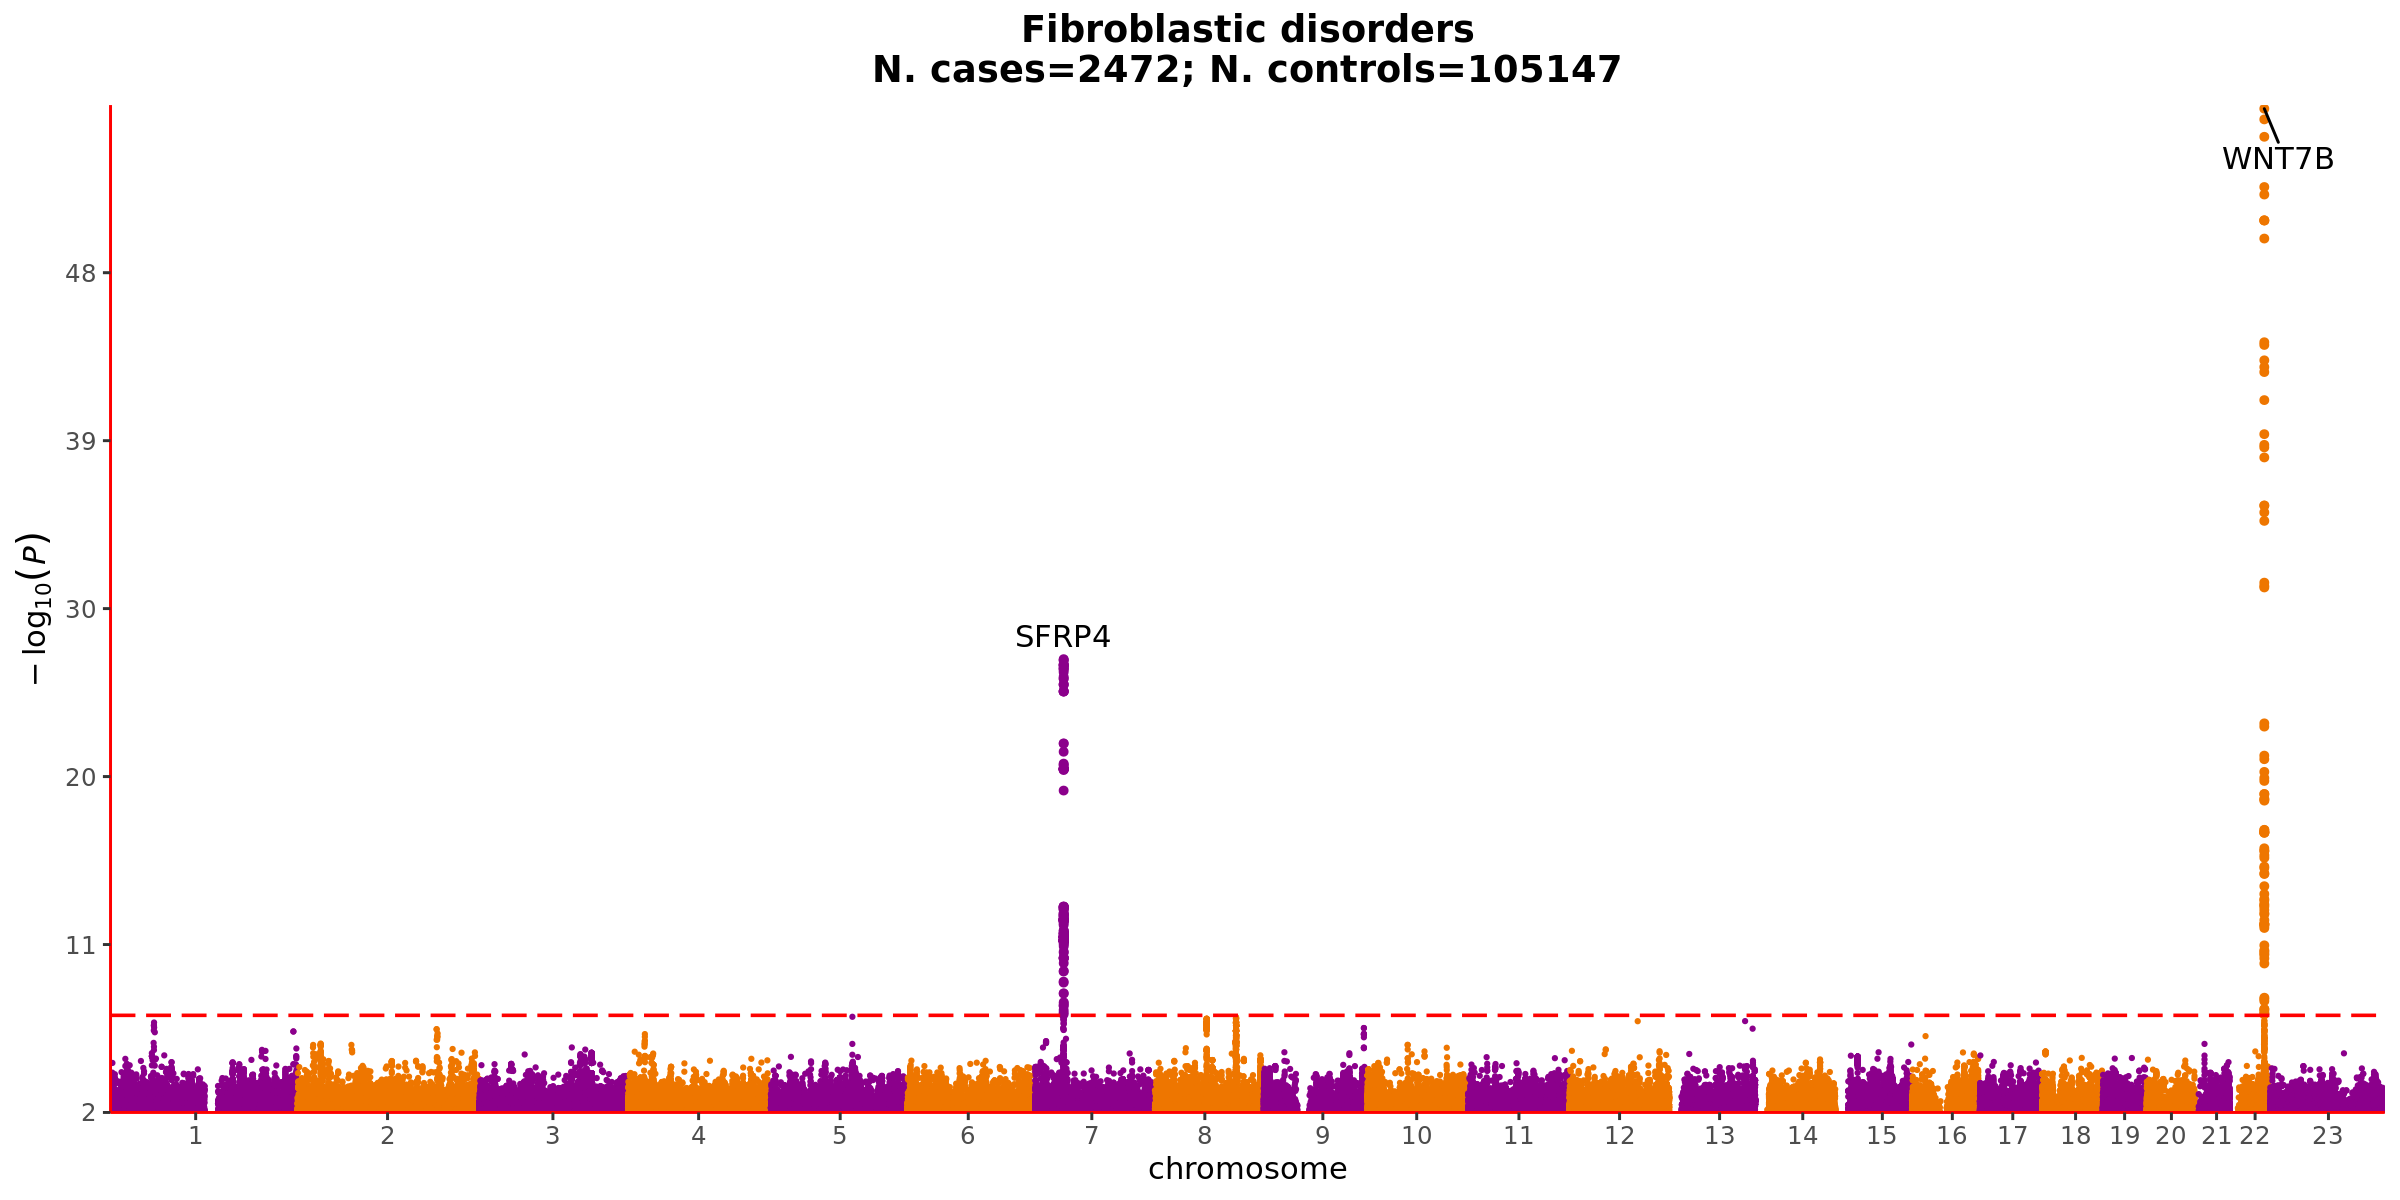 Fibroblastic disorders
N. cases=2472; N. controls=105147
WNT7B
SFRP4
−log10(P)
48
39
30
20
11
2
1 2 3 4 5 6 7 8 9 10 11 12 13 14 15 16 17 18 19 20 21 22 23
chromosome